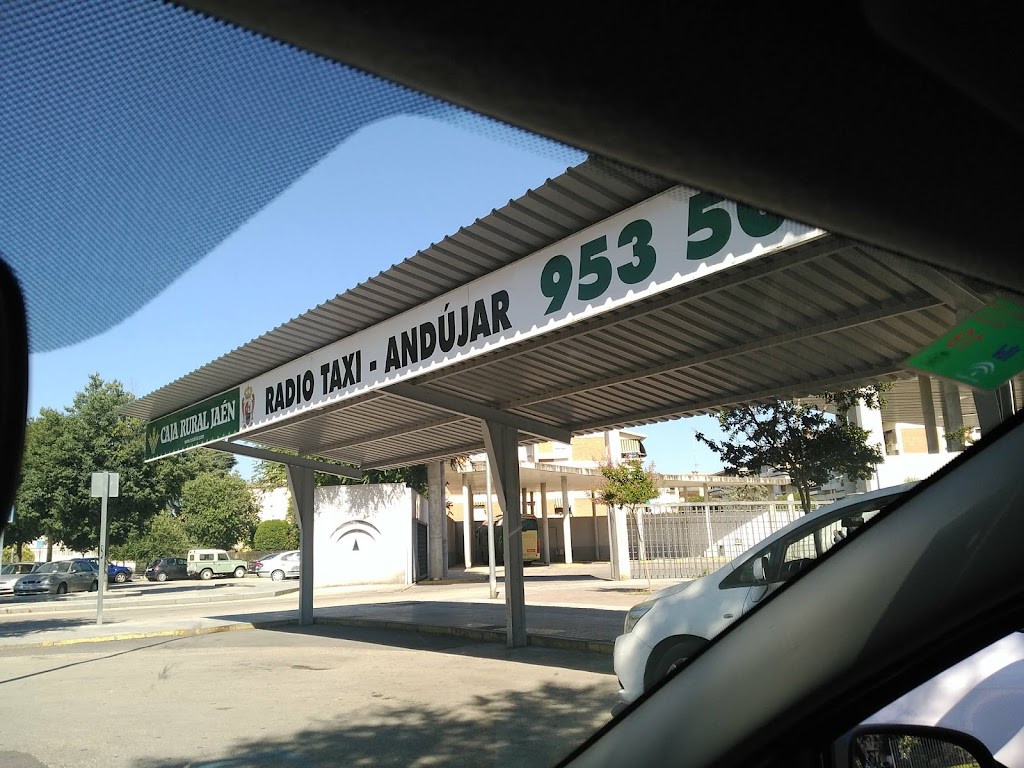 CAJA RURAL JAÉN
RADIO TAXI - ANDÚJAR 953 50